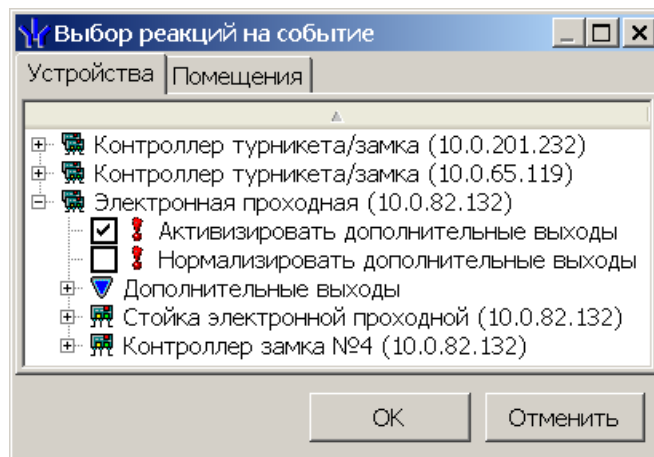 Выбор реакций на событие
Устройства Помещения
Контроллер турникета/замка (10.0.201.232)
Контроллер турникета/замка (10.0.65.119)
Электронная проходная (10.0.82.132)
Активизировать дополнительные выходы
Нормализировать дополнительные выходы
Дополнительные выходы
Стойка электронной проходной (10.0.82.132)
Контроллер замка №4 (10.0.82.132)
OK Отменить